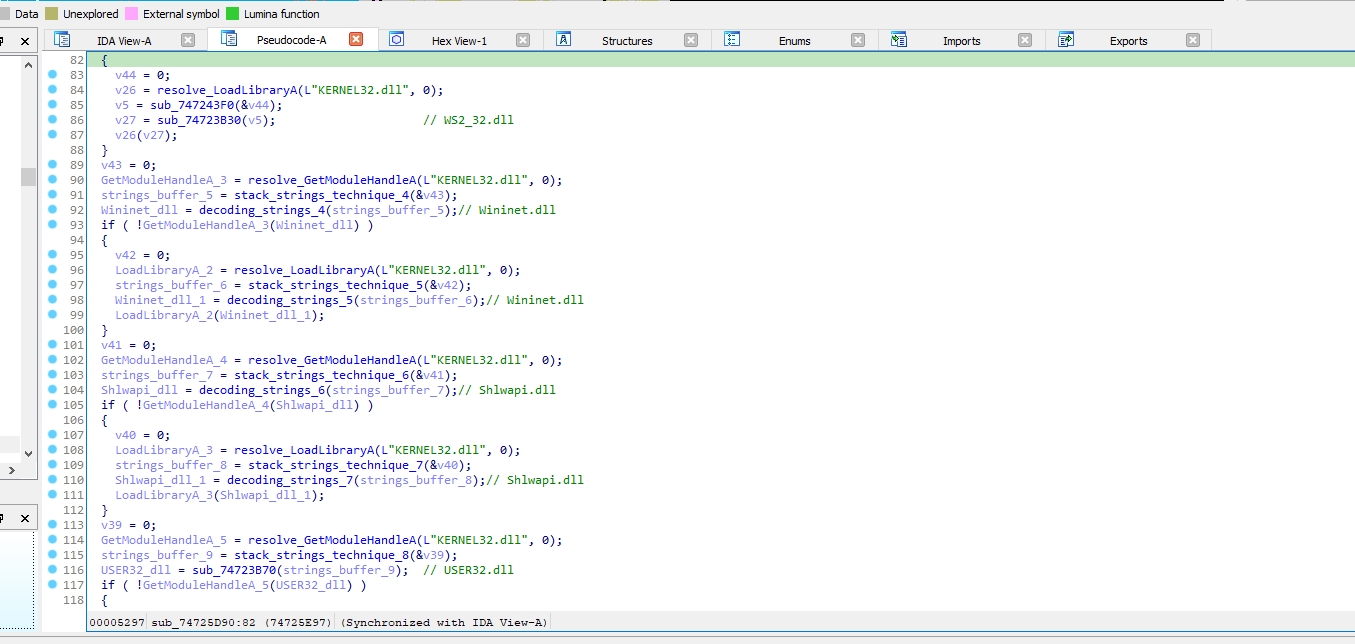 Data Unexplored External symbol Lumina function
IDA View-A Pseudocode-A Hex View-1 Structures Enums Imports Exports
82 {
83 v44 = 0;
84 v26 = resolve_LoadLibraryA(L"KERNEL32.dll", 0);
85 v5 = sub_747243F0(&v44);
86 v27 = sub_74723B30(v5); // WS2_32.dll
87 v26(v27);
88 }
89 v43 = 0;
90 GetModuleHandleA_3 = resolve_GetModuleHandleA(L"KERNEL32.dll", 0);
91 strings_buffer_5 = stack_strings_technique_4(&v43);
92 Wininet_dll = decoding_strings_4(strings_buffer_5);// Wininet.dll
93 if ( !GetModuleHandleA_3(Wininet_dll) )
94 {
95 v42 = 0;
96 LoadLibraryA_2 = resolve_LoadLibraryA(L"KERNEL32.dll", 0);
97 strings_buffer_6 = stack_strings_technique_5(&v42);
98 Wininet_dll_1 = decoding_strings_5(strings_buffer_6);// Wininet.dll
99 LoadLibraryA_2(Wininet_dll_1);
100 }
101 v41 = 0;
102 GetModuleHandleA_4 = resolve_GetModuleHandleA(L"KERNEL32.dll", 0);
103 strings_buffer_7 = stack_strings_technique_6(&v41);
104 Shlwapi_dll = decoding_strings_6(strings_buffer_7);// Shlwapi.dll
105 if ( !GetModuleHandleA_4(Shlwapi_dll) )
106 {
107 v40 = 0;
108 LoadLibraryA_3 = resolve_LoadLibraryA(L"KERNEL32.dll", 0);
109 strings_buffer_8 = stack_strings_technique_7(&v40);
110 Shlwapi_dll_1 = decoding_strings_7(strings_buffer_8);// Shlwapi.dll
111 LoadLibraryA_3(Shlwapi_dll_1);
112 }
113 v39 = 0;
114 GetModuleHandleA_5 = resolve_GetModuleHandleA(L"KERNEL32.dll", 0);
115 strings_buffer_9 = stack_strings_technique_8(&v39);
116 USER32_dll = sub_74723B70(strings_buffer_9); // USER32.dll
117 if ( !GetModuleHandleA_5(USER32_dll) )
118 {
00005297 sub_74725D90:82 (74725E97) (Synchronized with IDA View-A)